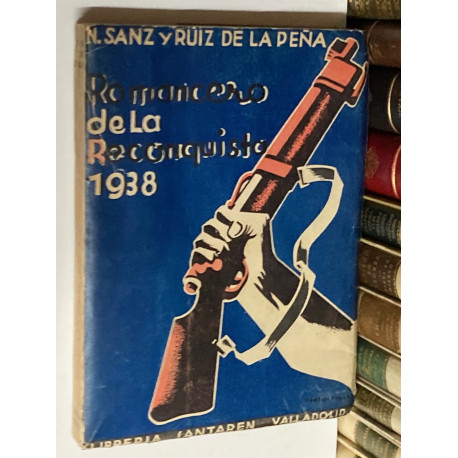 N. SANZ y RUIZ DE LA PEÑA
Romancero
de La
Reconquista
1938
LIBRERIA SANTAREN VALLADOLID